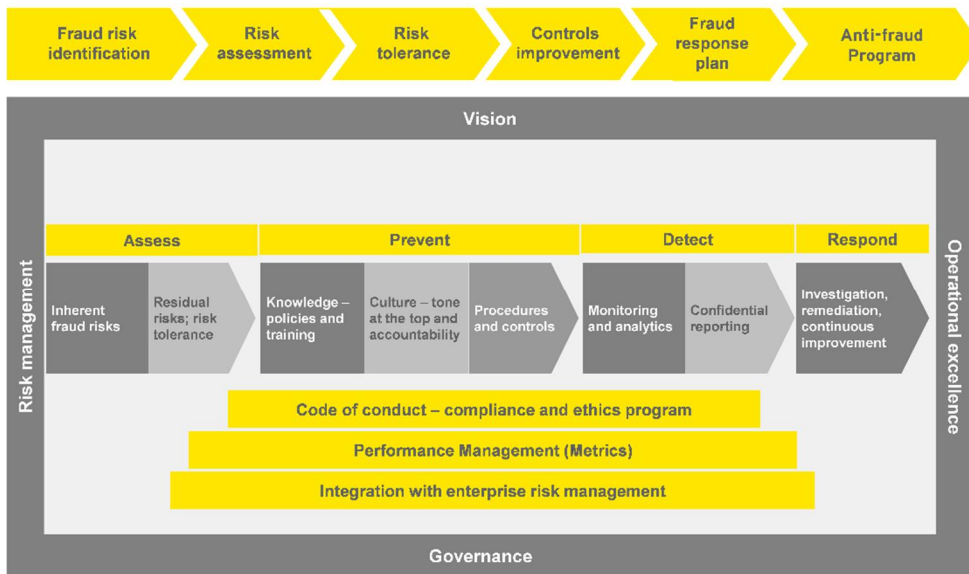 Fraud risk
identification
Risk
assessment
Risk
tolerance
Controls
improvement
Fraud
response
plan
Anti-fraud
Program
Vision
Risk management
Assess
Prevent
Detect
Respond
Inherent
fraud risks
Residual
risks; risk
tolerance
Knowledge –
policies and
training
Culture – tone
at the top and
accountability
Procedures
and controls
Monitoring
and analytics
Confidential
reporting
Investigation,
remediation,
continuous
improvement
Operational excellence
Code of conduct – compliance and ethics program
Performance Management (Metrics)
Integration with enterprise risk management
Governance